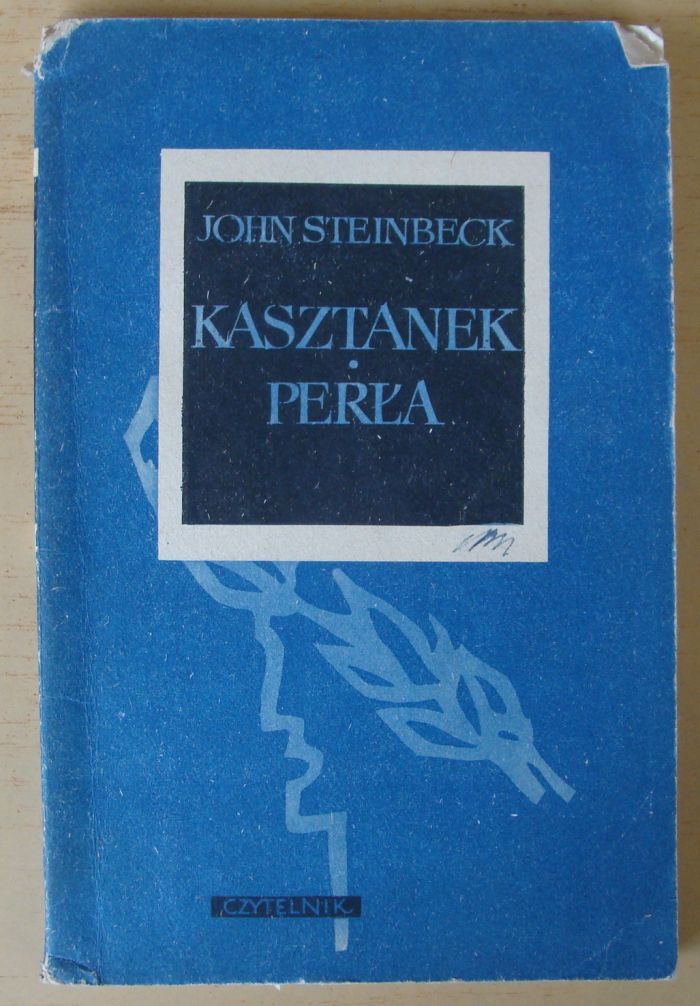 JOHN STEINBECK
KASZTANEK
•
PERŁA
CZYTELNIK